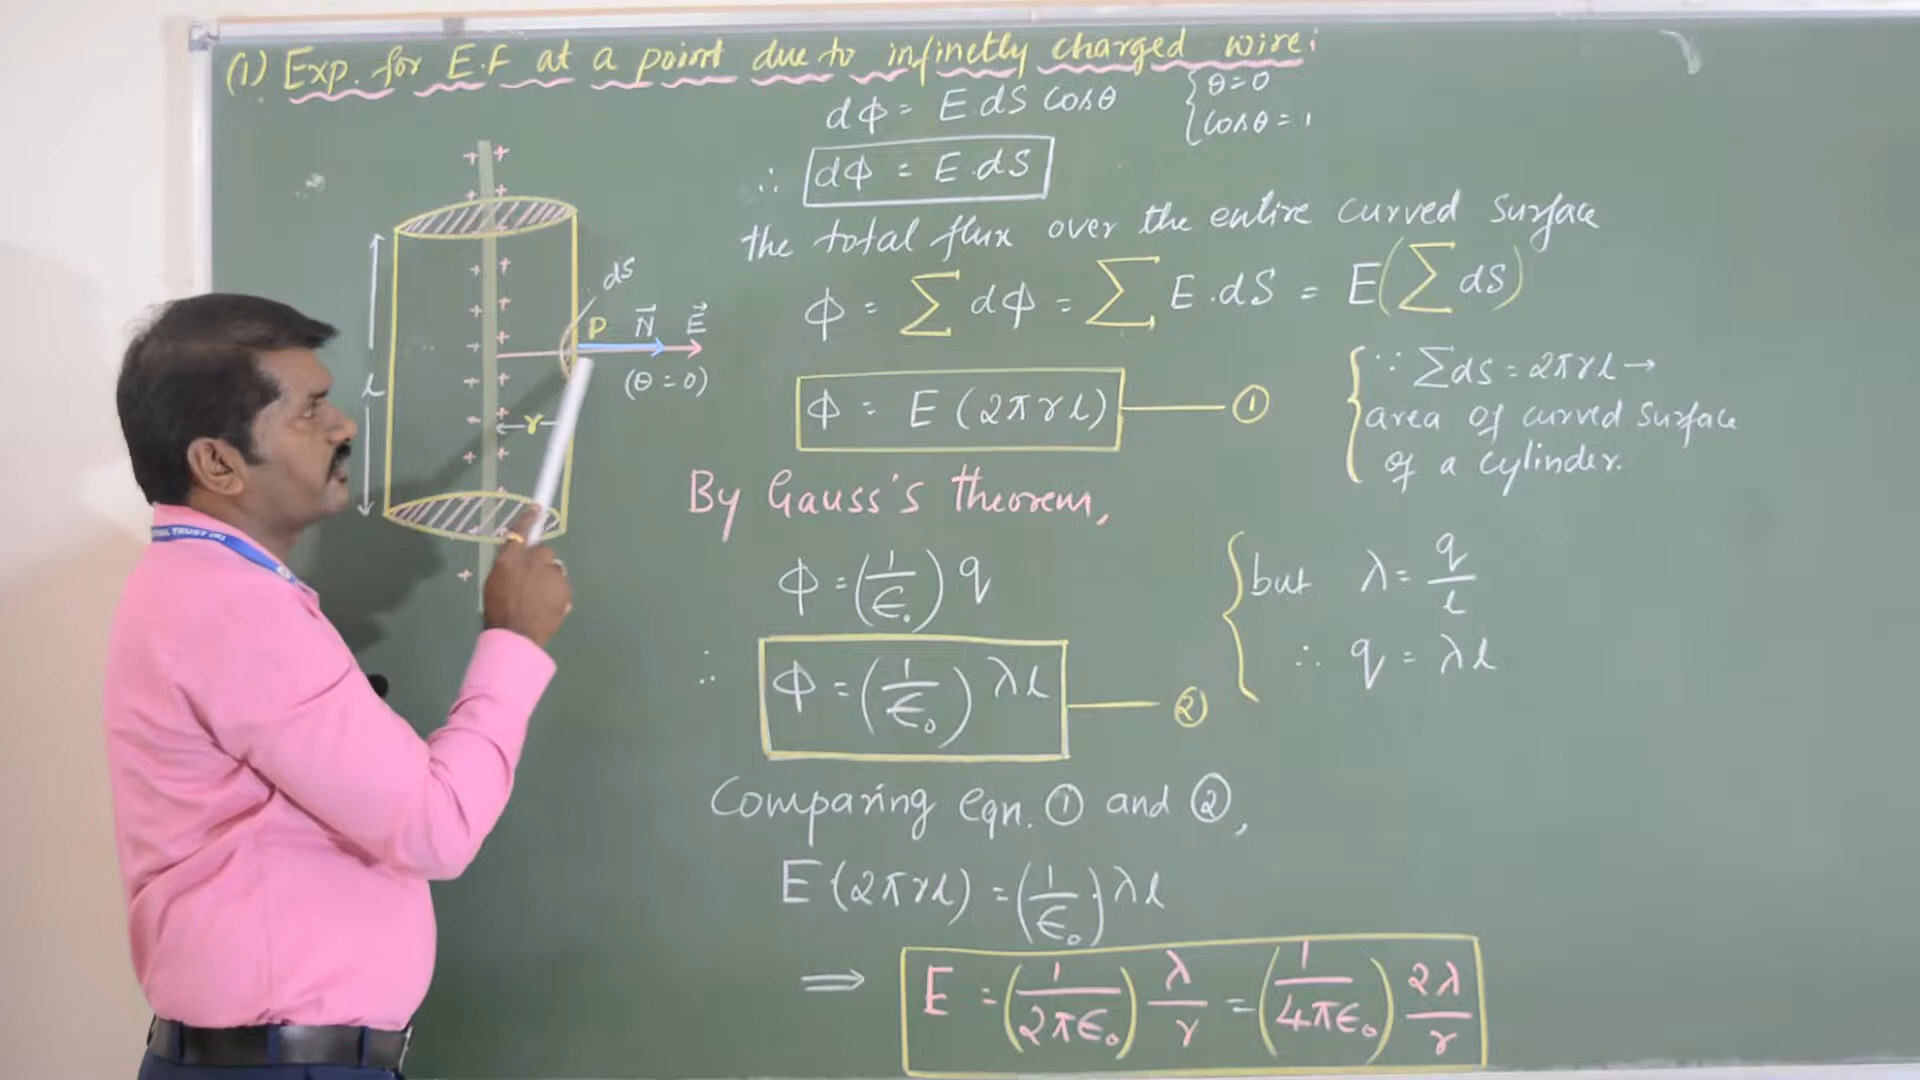 (1) Exp. for E.F at a point due to infinetly charged wire:
dϕ = E.dS cosθ
{θ=0
cosθ = 1
∴ dϕ = E.dS
the total flux over the entire curved surface
ϕ = ∑ dϕ = ∑ E.dS = E(∑ dS)
{∵ ∑ds = 2πrl →
area of curved surface
of a cylinder.
ϕ = E (2πrl) ①
By Gauss's theorem,
ϕ = (1/ϵ₀) q
{but λ = q/l
∴ q = λl
∴ ϕ = (1/ϵ₀) λl ②
Comparing eqn. ① and ②,
E (2πrl) = (1/ϵ₀) λl
⟹ E = (1/2πϵ₀) λ/r = (1/4πϵ₀) 2λ/r
+ +
dS
P N⃗ E⃗
(θ = 0)
l
r
TRUST (R)